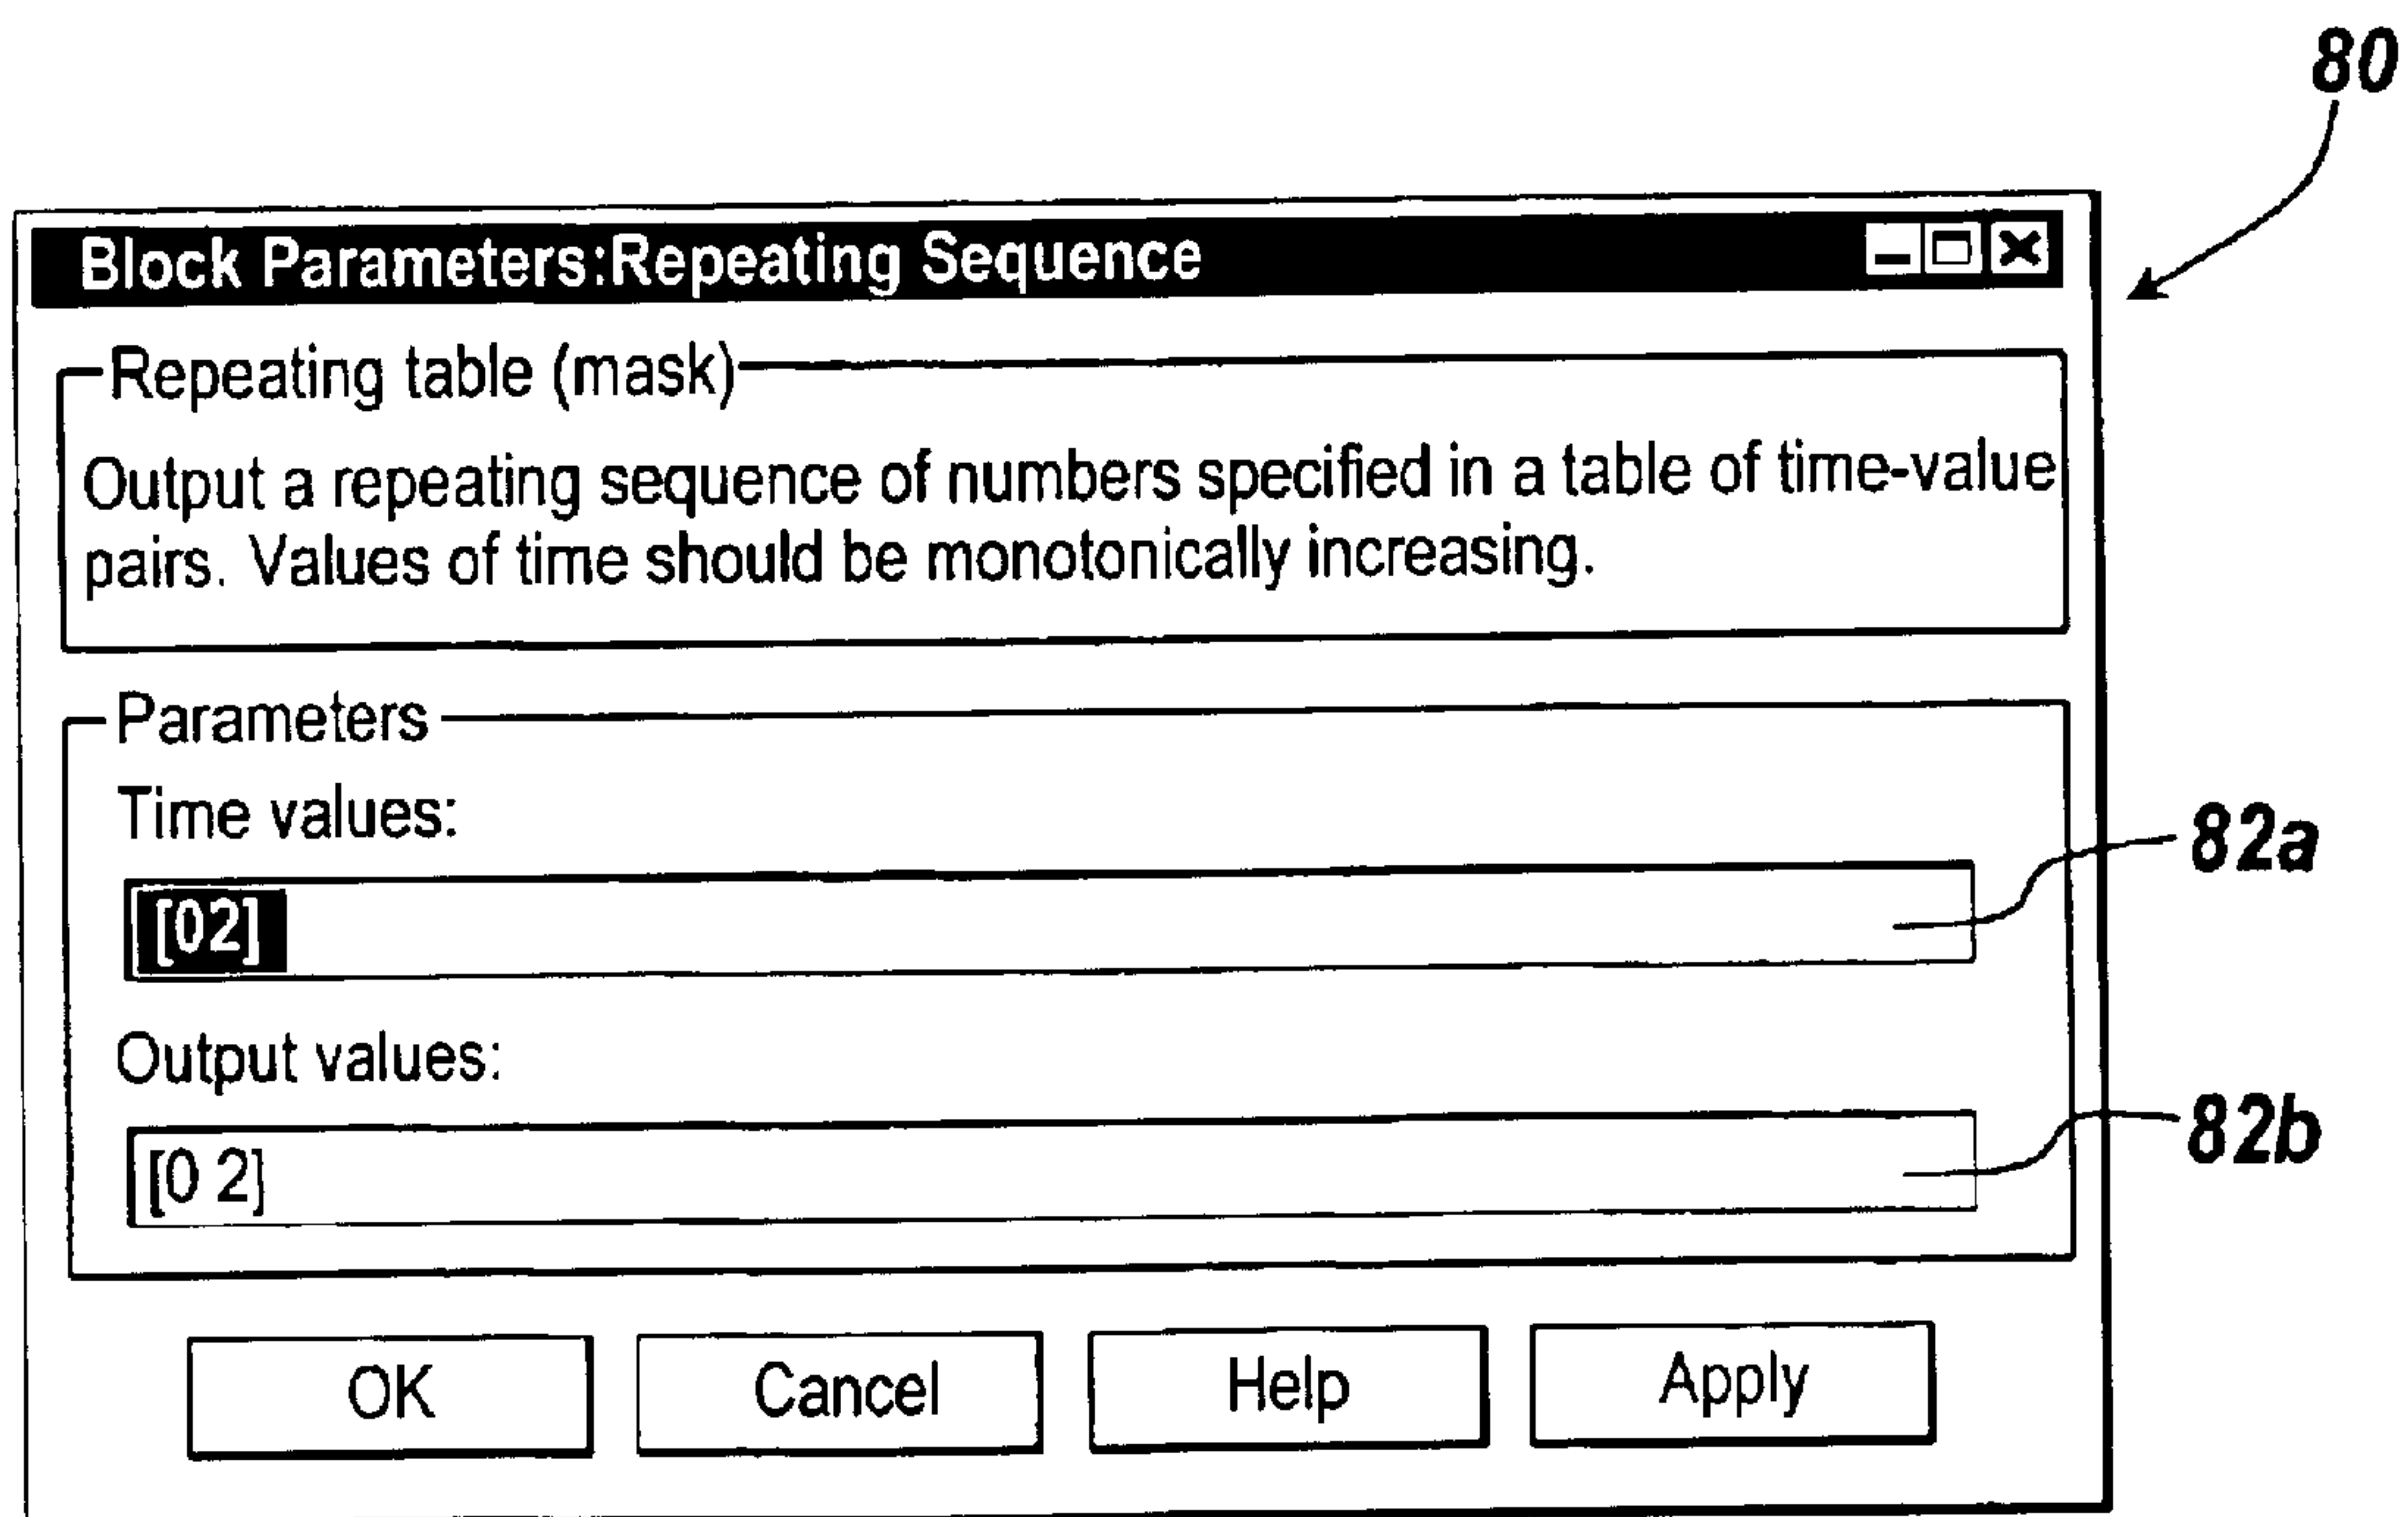 80
Block Parameters:Repeating Sequence
Repeating table (mask)
Output a repeating sequence of numbers specified in a table of time-value
pairs. Values of time should be monotonically increasing.
Parameters
Time values:
[02]
82a
Output values:
[0 2]
82b
OK Cancel Help Apply